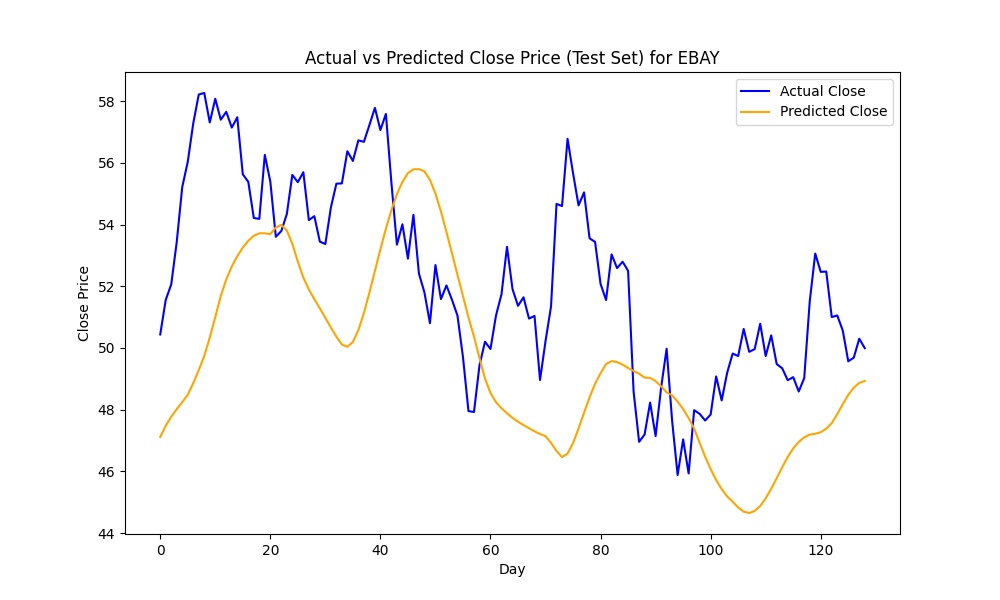 Actual vs Predicted Close Price (Test Set) for EBAY
Actual Close
Predicted Close
Close Price
58
56
54
52
50
48
46
44
0 20 40 60 80 100 120
Day